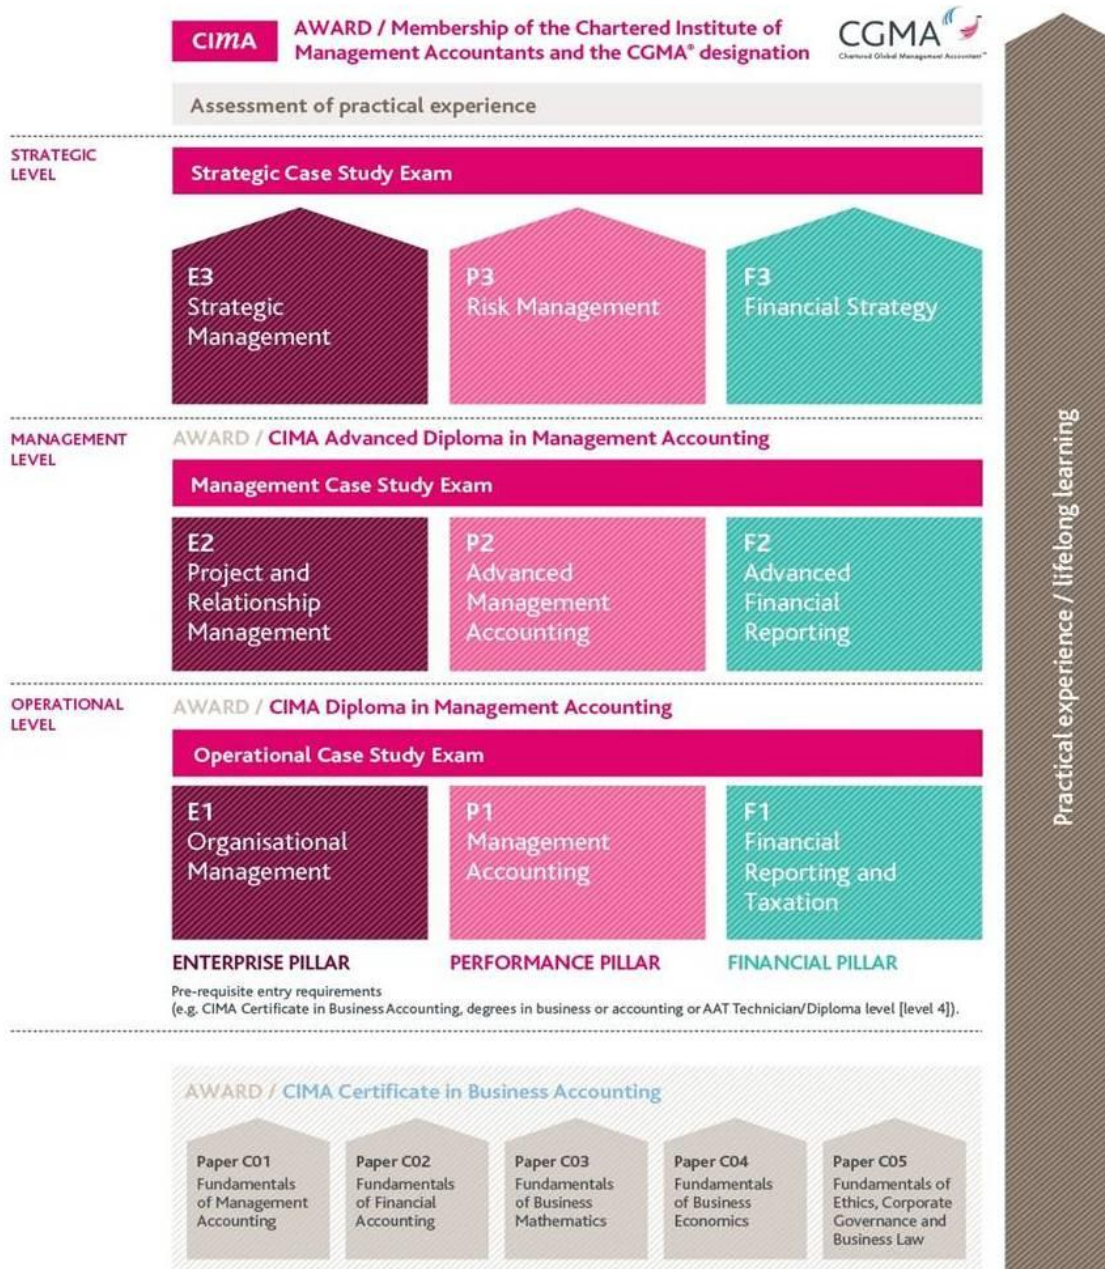 CIMA
AWARD / Membership of the Chartered Institute of
Management Accountants and the CGMA® designation
CGMA
Chartered Global Management Accountant™
Assessment of practical experience
STRATEGIC
LEVEL
Strategic Case Study Exam
E3
Strategic
Management
P3
Risk Management
F3
Financial Strategy
MANAGEMENT
LEVEL
AWARD / CIMA Advanced Diploma in Management Accounting
Management Case Study Exam
E2
Project and
Relationship
Management
P2
Advanced
Management
Accounting
F2
Advanced
Financial
Reporting
OPERATIONAL
LEVEL
AWARD / CIMA Diploma in Management Accounting
Operational Case Study Exam
E1
Organisational
Management
P1
Management
Accounting
F1
Financial
Reporting and
Taxation
ENTERPRISE PILLAR
PERFORMANCE PILLAR
FINANCIAL PILLAR
Pre-requisite entry requirements
(e.g. CIMA Certificate in Business Accounting, degrees in business or accounting or AAT Technician/Diploma level [level 4]).
AWARD / CIMA Certificate in Business Accounting
Paper C01
Fundamentals
of Management
Accounting
Paper C02
Fundamentals
of Financial
Accounting
Paper C03
Fundamentals
of Business
Mathematics
Paper C04
Fundamentals
of Business
Economics
Paper C05
Fundamentals of
Ethics, Corporate
Governance and
Business Law
Practical experience / lifelong learning